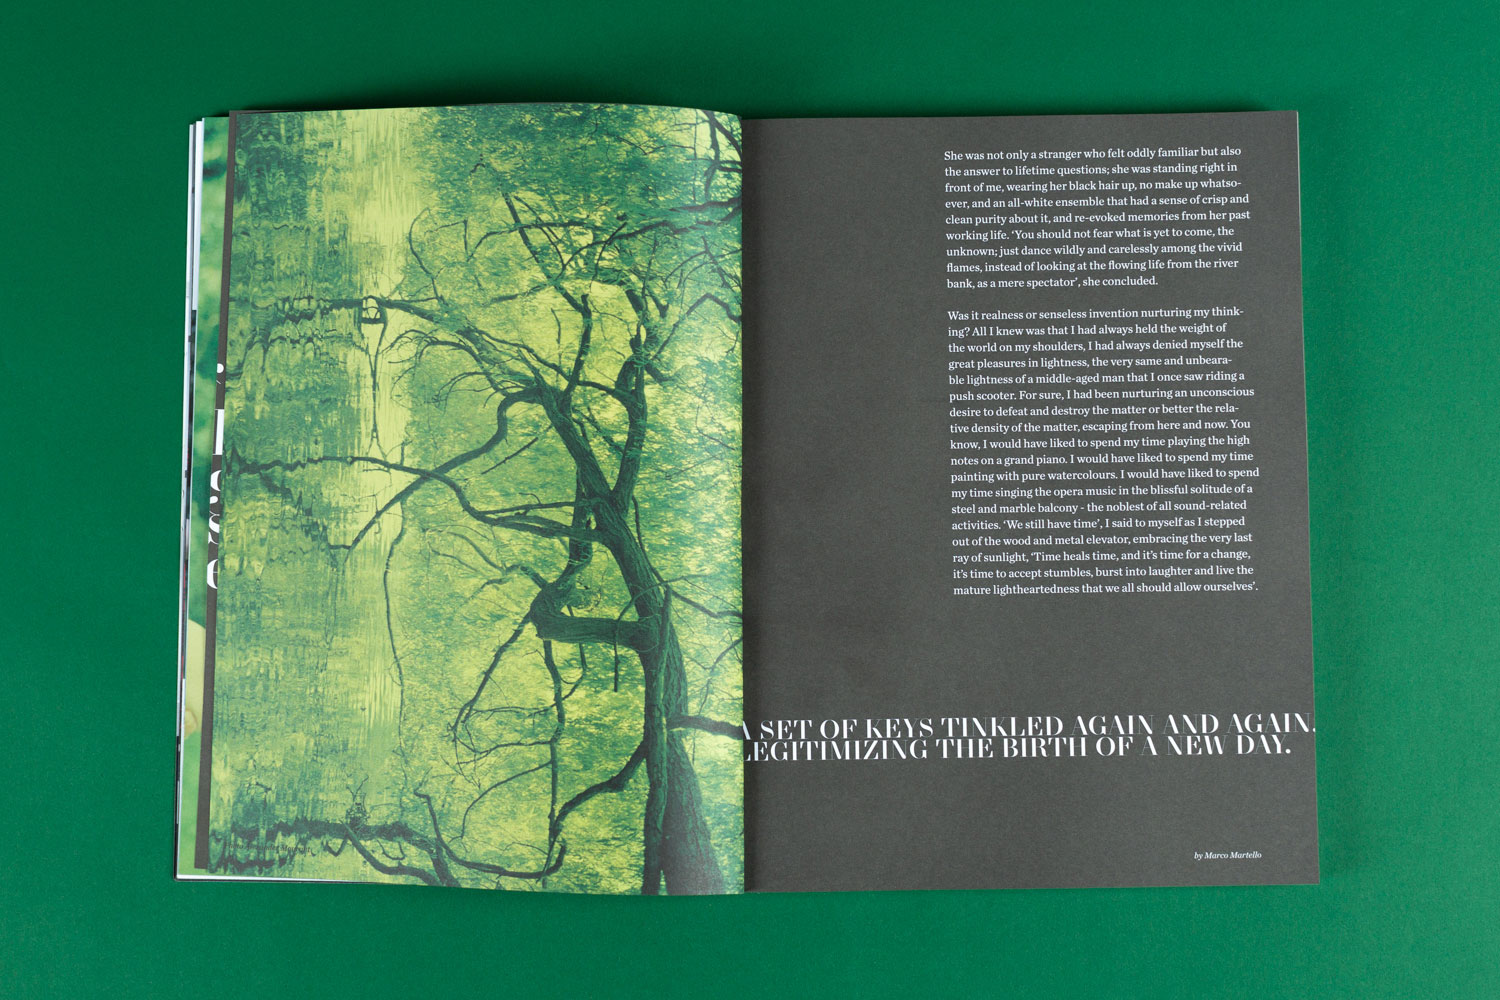 She was not only a stranger who felt oddly familiar but also
the answer to lifetime questions; she was standing right in
front of me, wearing her black hair up, no make up whatso-
ever, and an all-white ensemble that had a sense of crisp and
clean purity about it, and re-evoked memories from her past
working life. ‘You should not fear what is yet to come, the
unknown; just dance wildly and carelessly among the vivid
flames, instead of looking at the flowing life from the river
bank, as a mere spectator’, she concluded.
Was it realness or senseless invention nurturing my think-
ing? All I knew was that I had always held the weight of
the world on my shoulders, I had always denied myself the
great pleasures in lightness, the very same and unbeara-
ble lightness of a middle-aged man that I once saw riding a
push scooter. For sure, I had been nurturing an unconscious
desire to defeat and destroy the matter or better the rela-
tive density of the matter, escaping from here and now. You
know, I would have liked to spend my time playing the high
notes on a grand piano. I would have liked to spend my time
painting with pure watercolours. I would have liked to spend
my time singing the opera music in the blissful solitude of a
steel and marble balcony - the noblest of all sound-related
activities. ‘We still have time’, I said to myself as I stepped
out of the wood and metal elevator, embracing the very last
ray of sunlight, ‘Time heals time, and it’s time for a change,
it’s time to accept stumbles, burst into laughter and live the
mature lightheartedness that we all should allow ourselves’.
A SET OF KEYS TINKLED AGAIN AND AGAIN,
LEGITIMIZING THE BIRTH OF A NEW DAY.
by Marco Martello